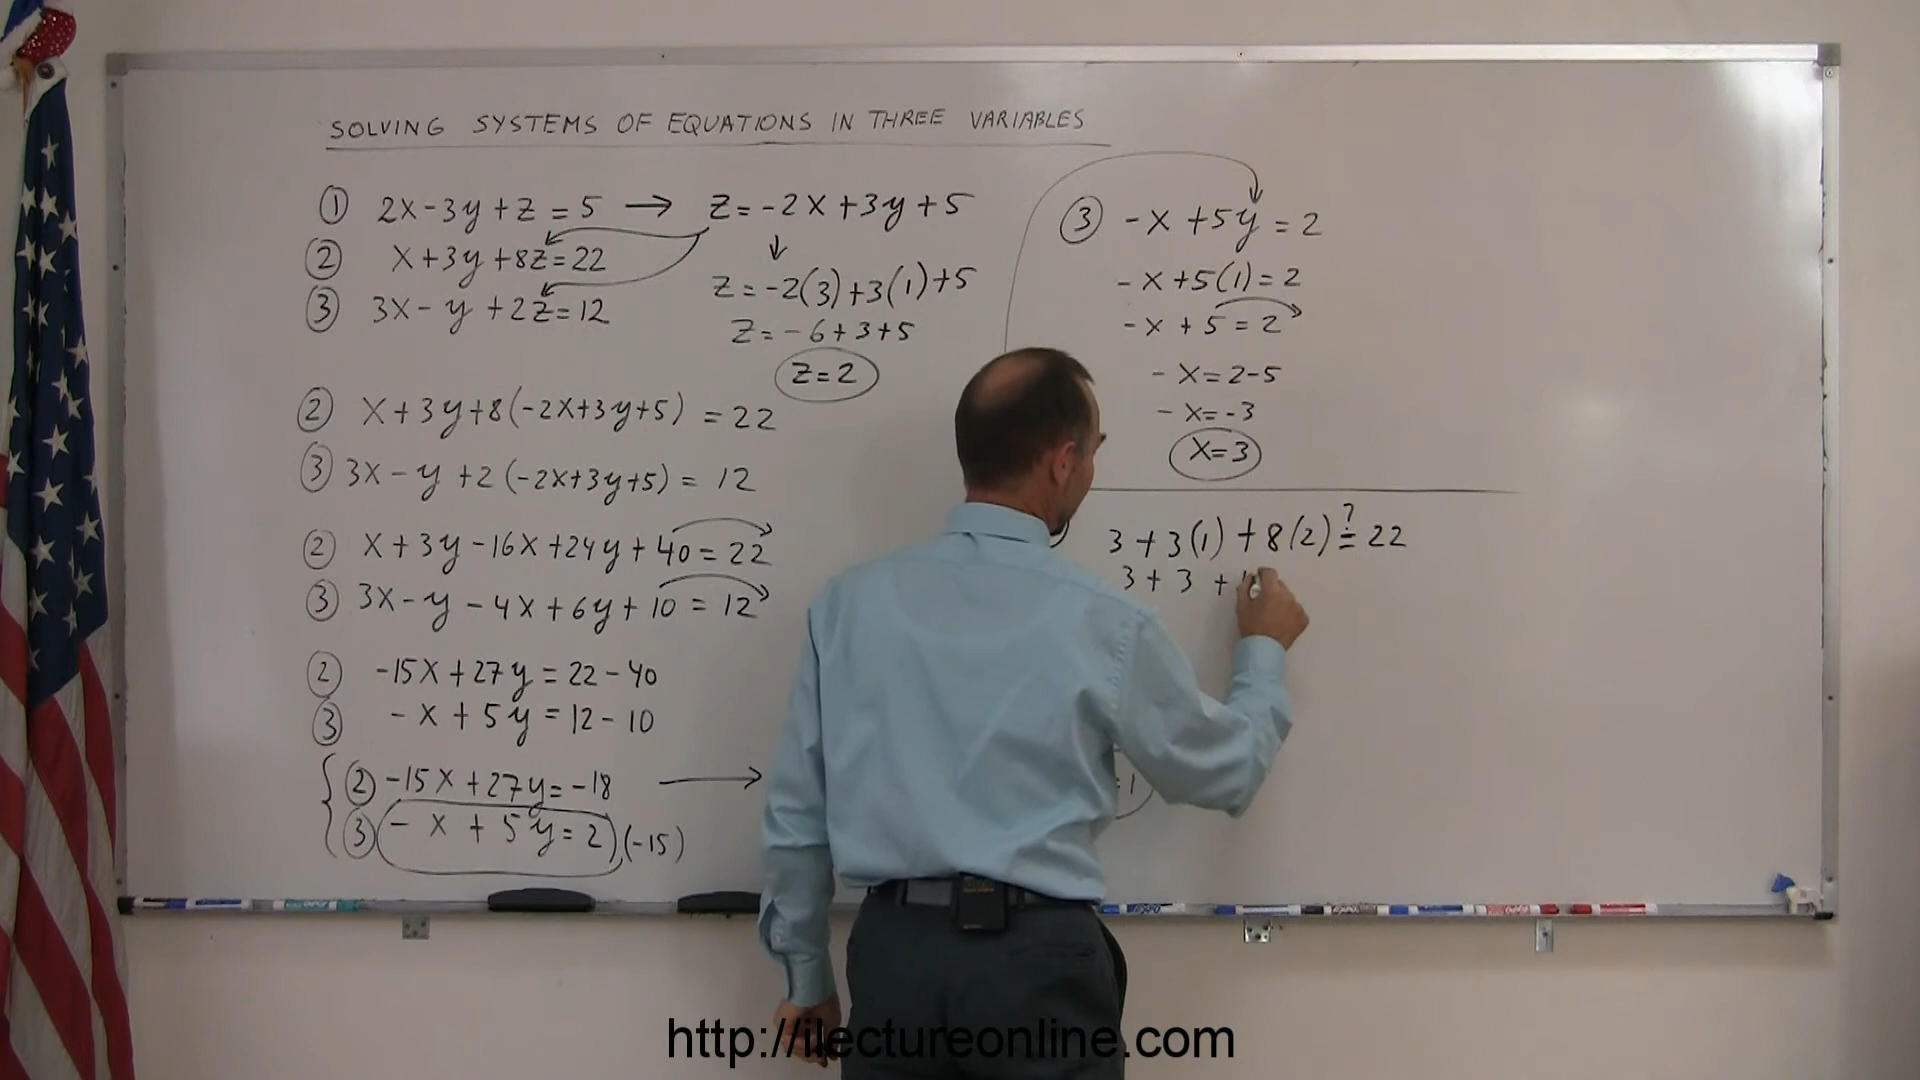 SOLVING SYSTEMS OF EQUATIONS IN THREE VARIABLES
① 2x-3y+z=5 → z=-2x+3y+5
② x+3y+8z=22
③ 3x-y+2z=12
↓
z=-2(3)+3(1)+5
z=-6+3+5
z=2
② x+3y+8(-2x+3y+5)=22
③ 3x-y+2(-2x+3y+5)=12
② x+3y-16x+24y+40=22
③ 3x-y-4x+6y+10=12
② -15x+27y=22-40
③ -x+5y=12-10
② -15x+27y=-18 →
③ -x+5y=2 (-15)
③ -x+5y=2
-x+5(1)=2
-x+5=2
-x=2-5
-x=-3
x=3
3+3(1)+8(2)≟22
3+3+
=1
http://ilectureonline.com